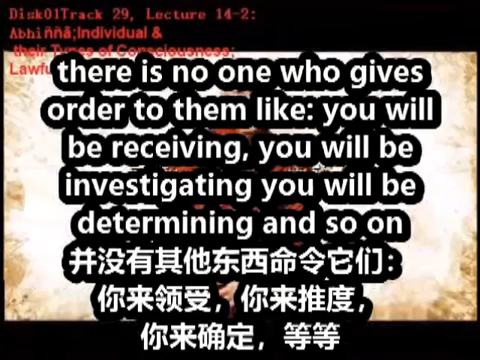 Disk01Track 29, Lecture 14-2:
Abhiññā;Individual &
their Types of Consciousness;
Lawfu
there is no one who gives
order to them like: you will
be receiving, you will be
investigating you will be
determining and so on
并没有其他东西命令它们：
你来领受，你来推度，
你来确定，等等